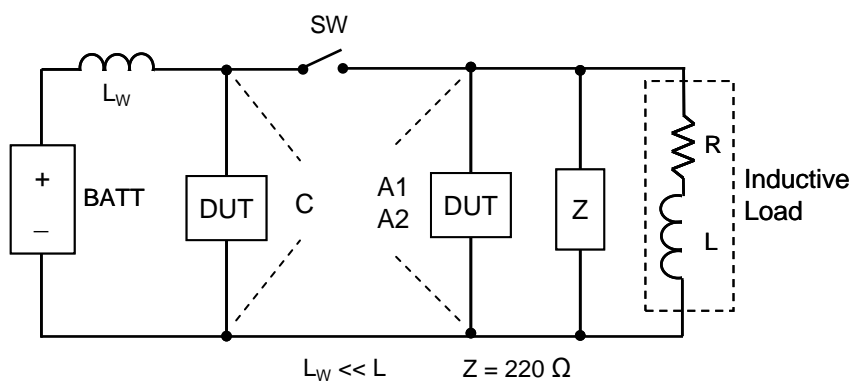 SW
L_W
+
BATT
_
DUT
C
A1
A2
DUT
Z
R
L
Inductive
Load
L_W << L
Z = 220 Ω